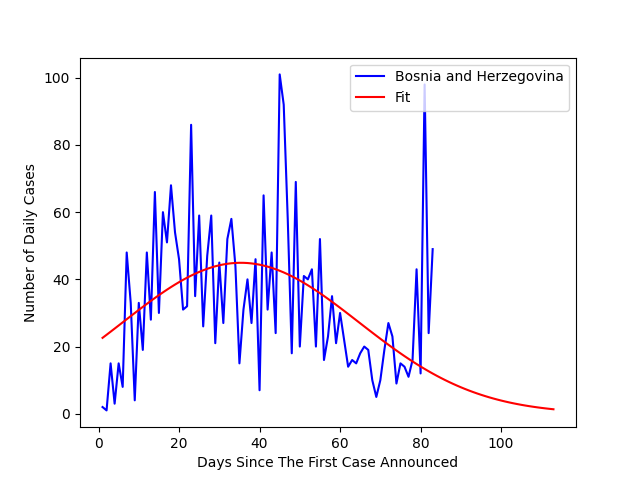 Bosnia and Herzegovina
Fit
100
80
60
40
20
0
Number of Daily Cases
0 20 40 60 80 100
Days Since The First Case Announced